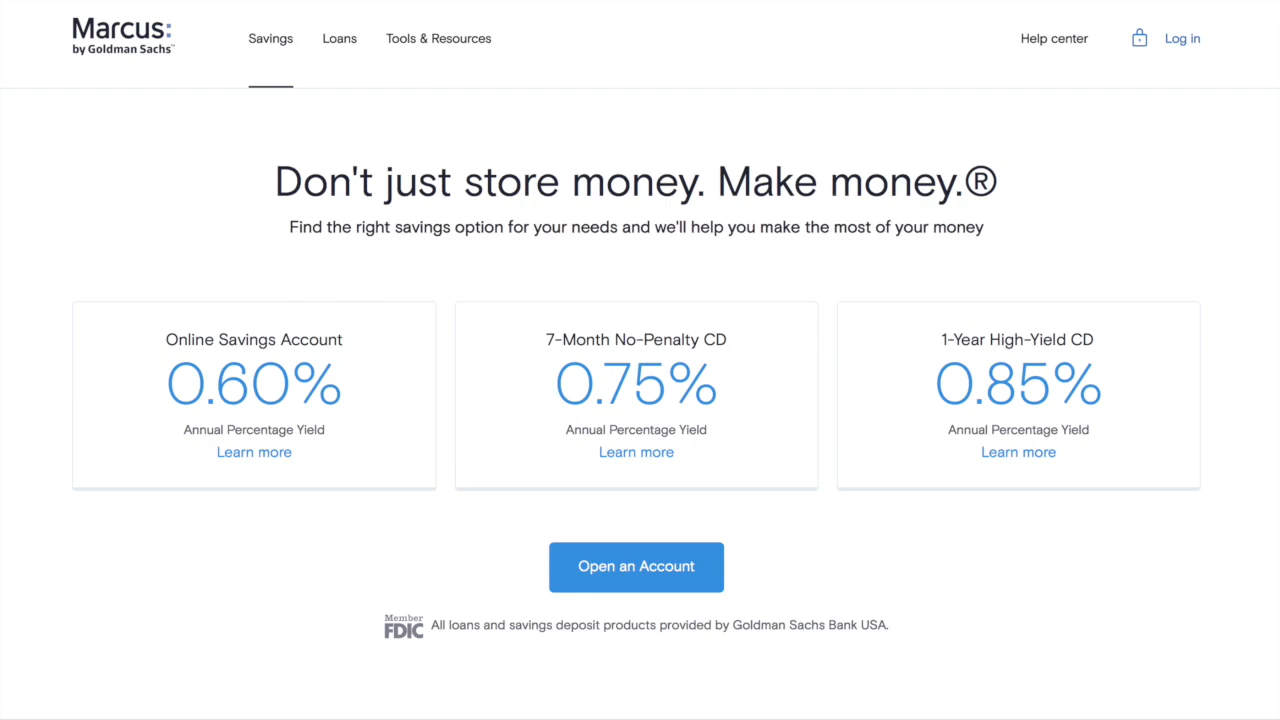 Marcus:
by Goldman Sachs™
Savings
Loans
Tools & Resources
Help center
Log in
Don't just store money. Make money.®
Find the right savings option for your needs and we'll help you make the most of your money
Online Savings Account
0.60%
Annual Percentage Yield
Learn more
7-Month No-Penalty CD
0.75%
Annual Percentage Yield
Learn more
1-Year High-Yield CD
0.85%
Annual Percentage Yield
Learn more
Open an Account
Member
FDIC
All loans and savings deposit products provided by Goldman Sachs Bank USA.